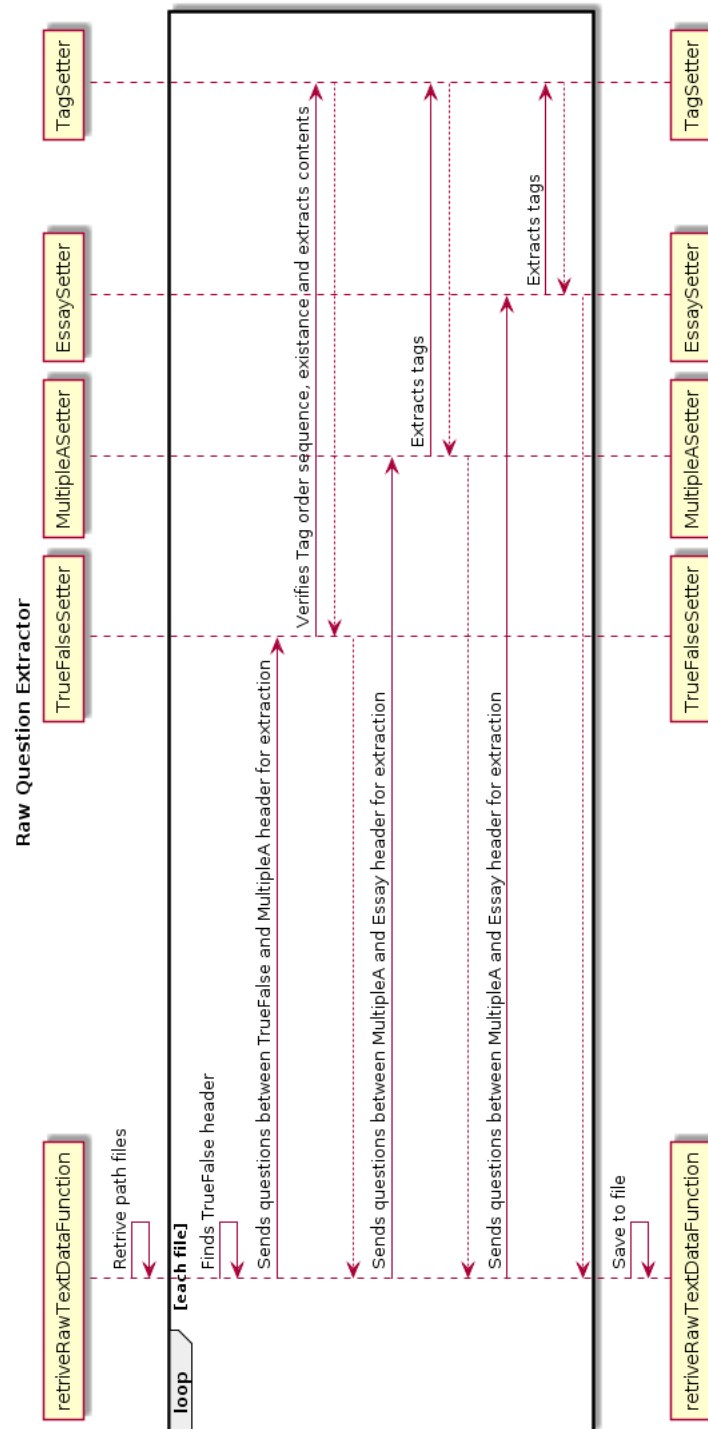 Raw Question Extractor
retriveRawTextDataFunction
TrueFalseSetter
MultipleASetter
EssaySetter
TagSetter
Retrive path files
loop
[each file]
Finds TrueFalse header
Sends questions between TrueFalse and MultipleA header for extraction
Verifies Tag order sequence, existance and extracts contents
Sends questions between MultipleA and Essay header for extraction
Extracts tags
Sends questions between MultipleA and Essay header for extraction
Extracts tags
Save to file
retriveRawTextDataFunction
TrueFalseSetter
MultipleASetter
EssaySetter
TagSetter